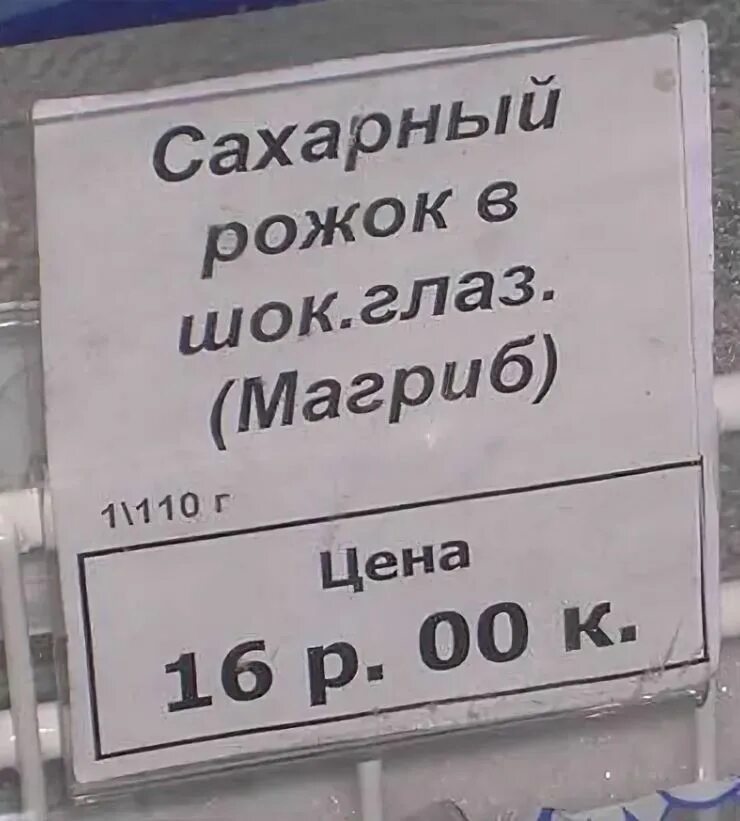 Сахарный
рожок в
шок.глаз.
(Магриб)
1\110 г
Цена
16 р. 00 к.